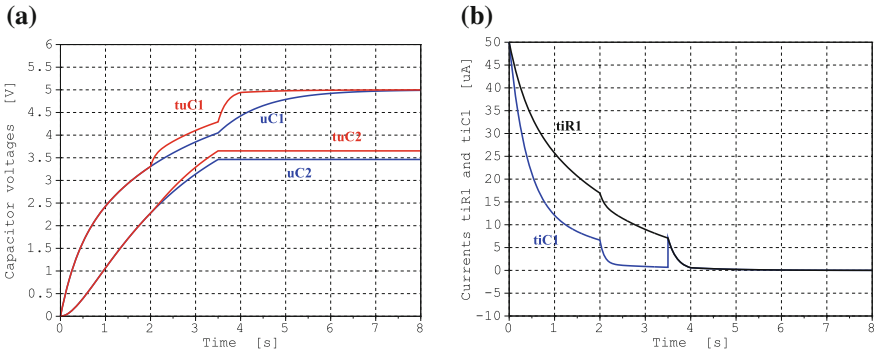 (a)
Capacitor voltages [V]
6
5.5
5
4.5
4
3.5
3
2.5
2
1.5
1
0.5
0
tuC1
uC1
tuC2
uC2
0 1 2 3 4 5 6 7 8
Time [s]
(b)
Currents tiR1 and tiC1 [uA]
50
45
40
35
30
25
20
15
10
5
0
-5
-10
tiR1
tiC1
0 1 2 3 4 5 6 7 8
Time [s]